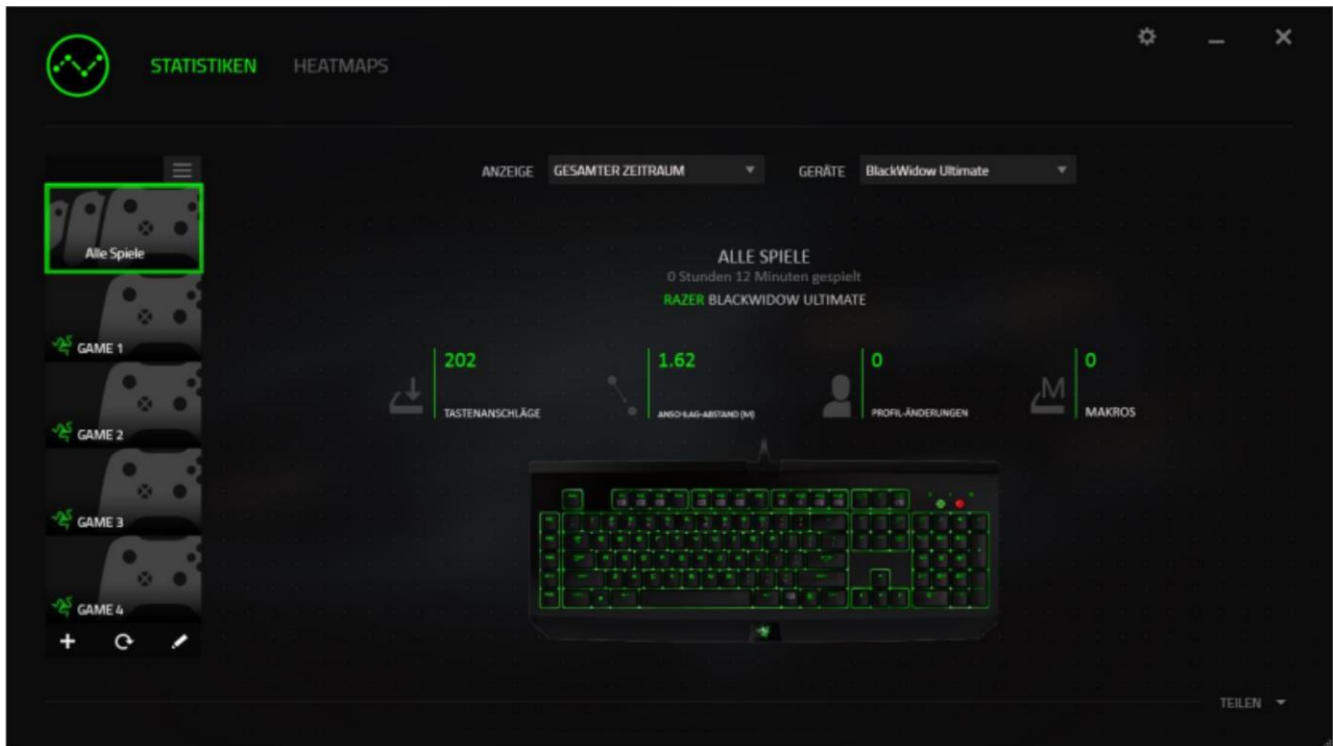 STATISTIKEN HEATMAPS
ANZEIGE GESAMTER ZEITRAUM GERÄTE BlackWidow Ultimate
Alle Spiele
GAME 1
GAME 2
GAME 3
GAME 4
ALLE SPIELE
0 Stunden 12 Minuten gespielt
RAZER BLACKWIDOW ULTIMATE
202
TASTENANSCHLÄGE
1.62
ANSCHLAG-ABSTAND (M)
0
PROFIL-ÄNDERUNGEN
M
0
MAKROS
TEILEN